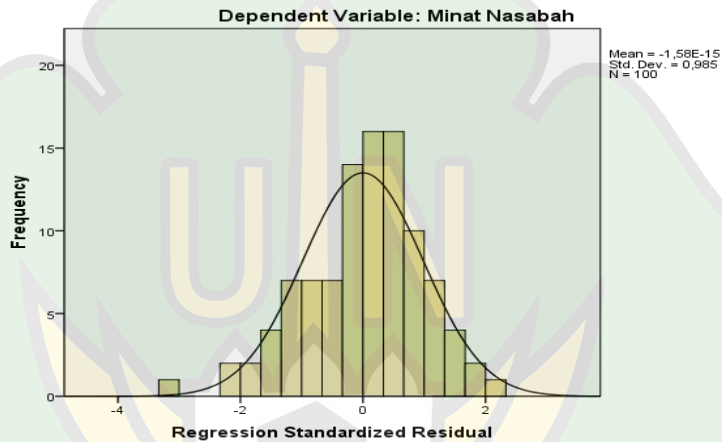 Dependent Variable: Minat Nasabah
Mean = -1,58E-15
Std. Dev. = 0,985
N = 100
Frequency
20
15
10
5
0
-4 -2 0 2
Regression Standardized Residual
UIN